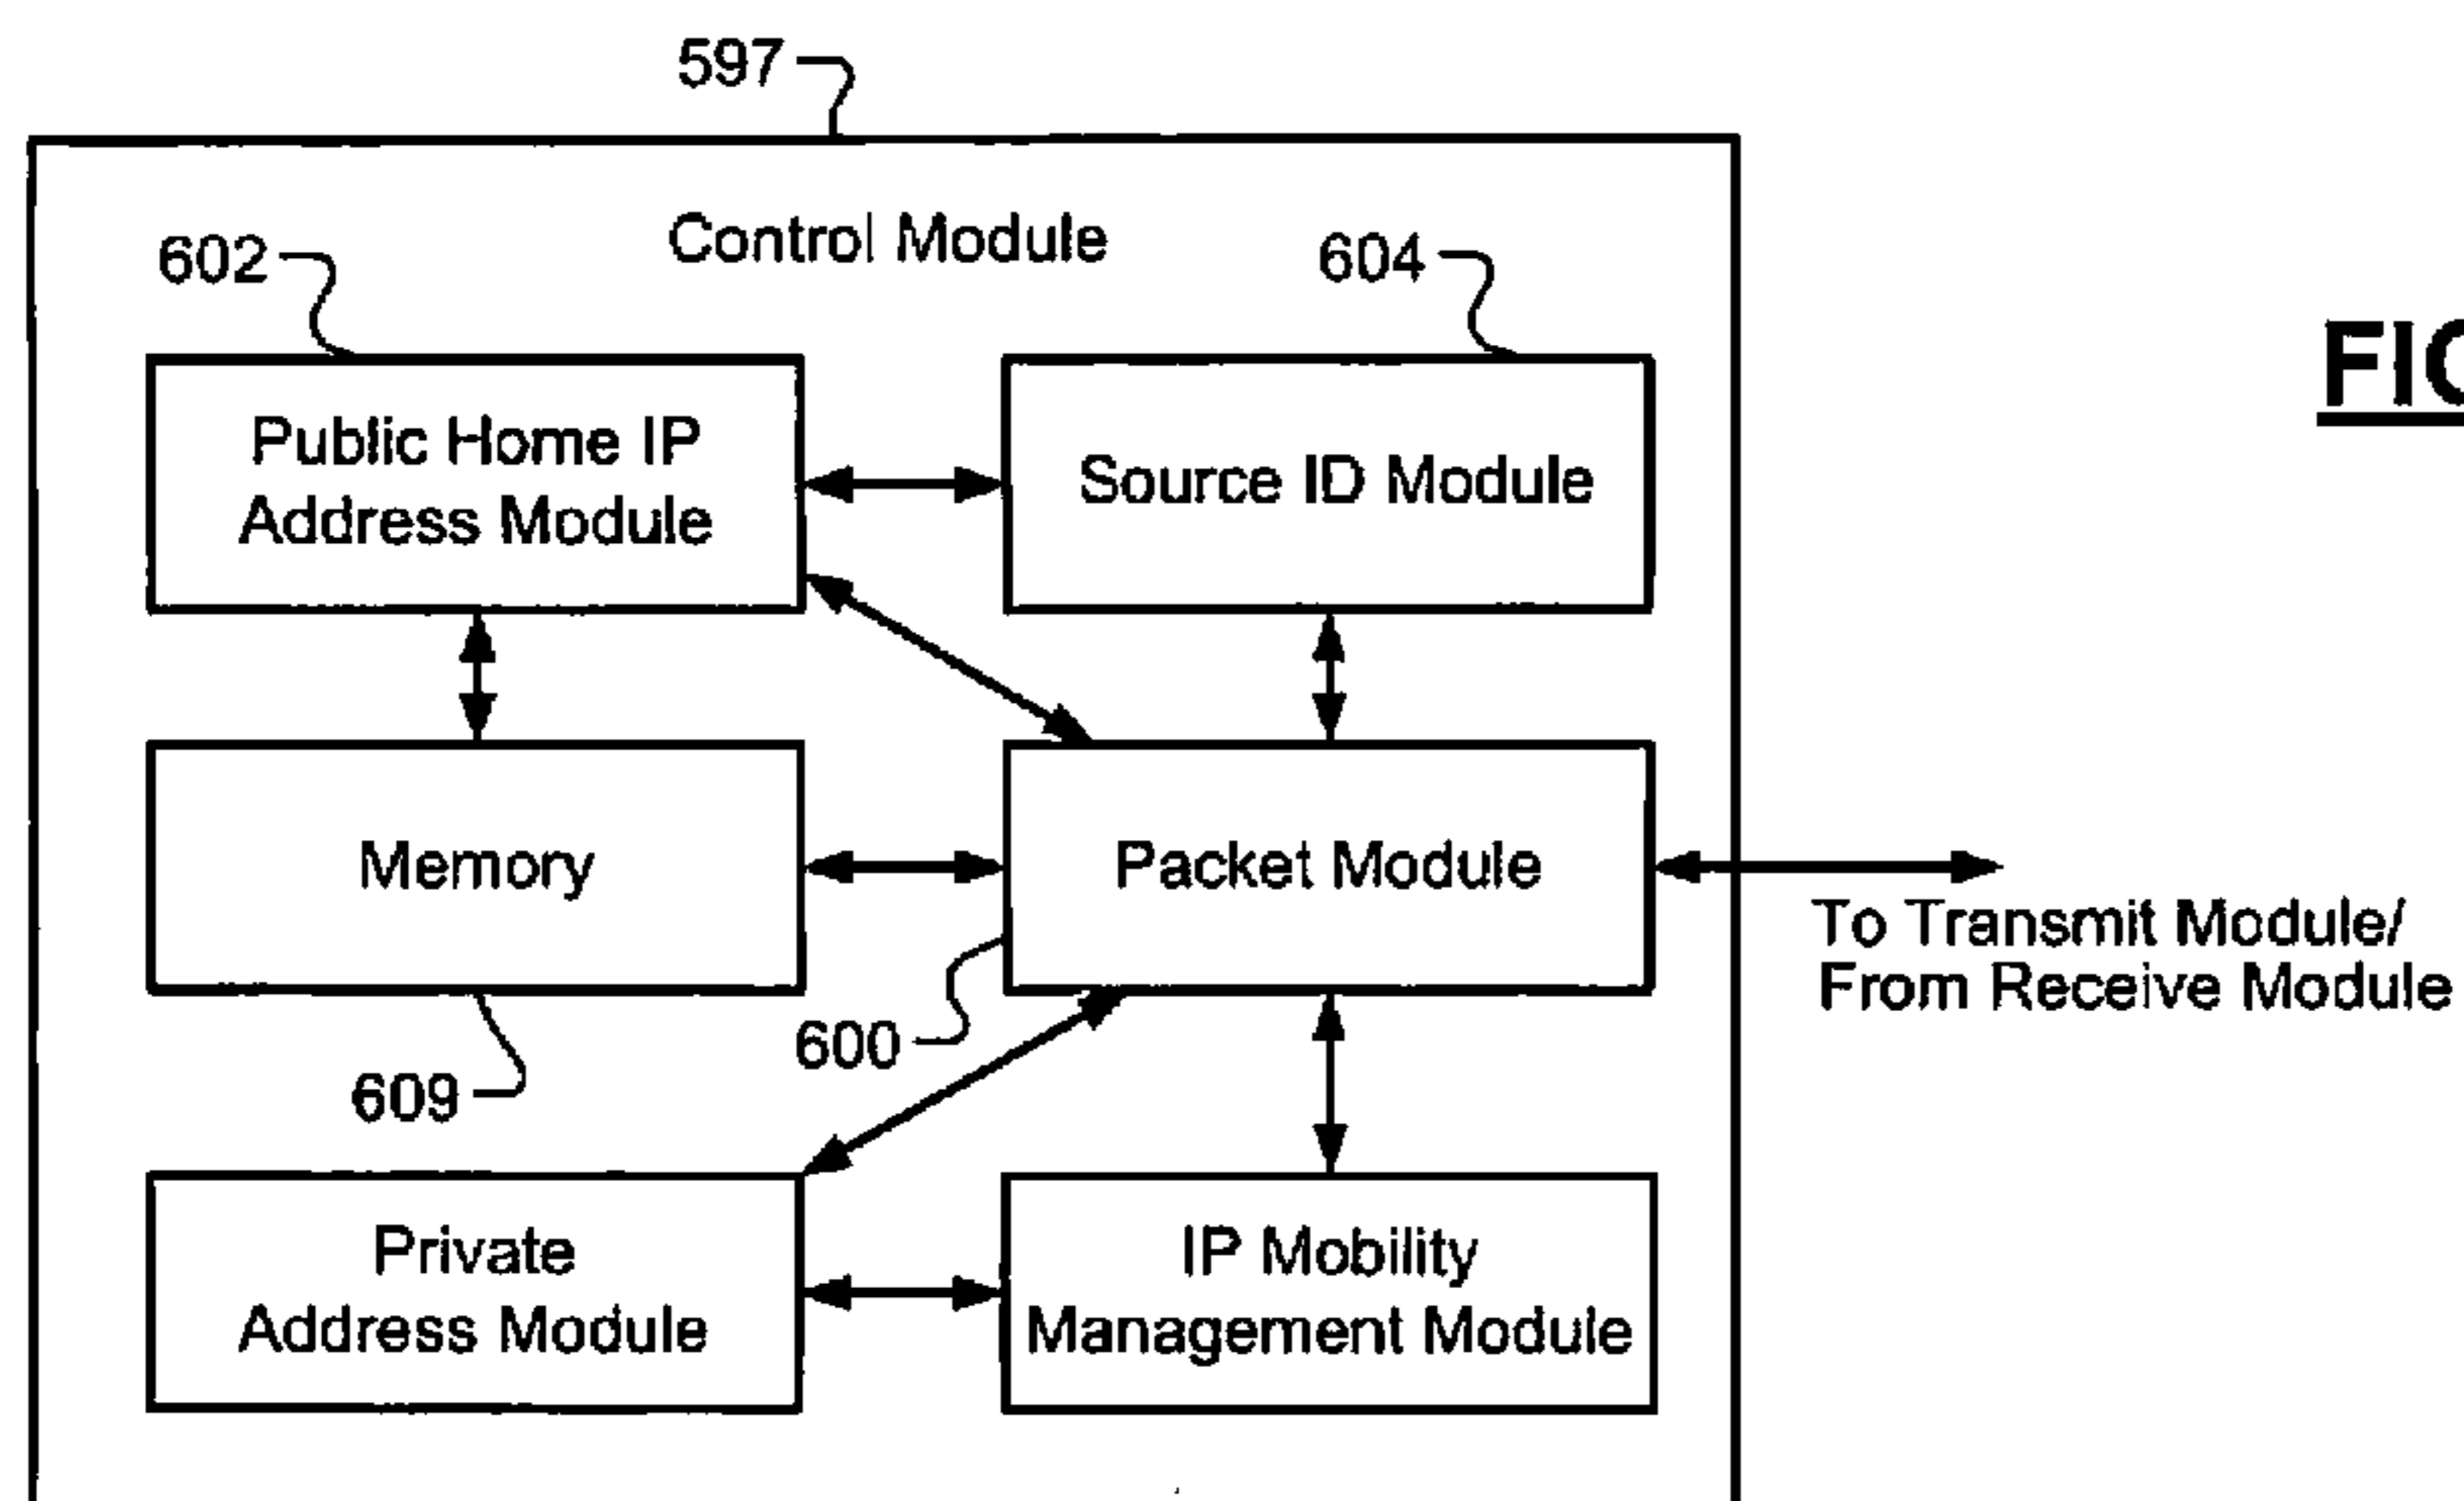 597
Control Module
602
604
FIG
Public Home IP
Address Module
Source ID Module
Memory
Packet Module
To Transmit Module/
From Receive Module
600
609
Private
Address Module
IP Mobility
Management Module